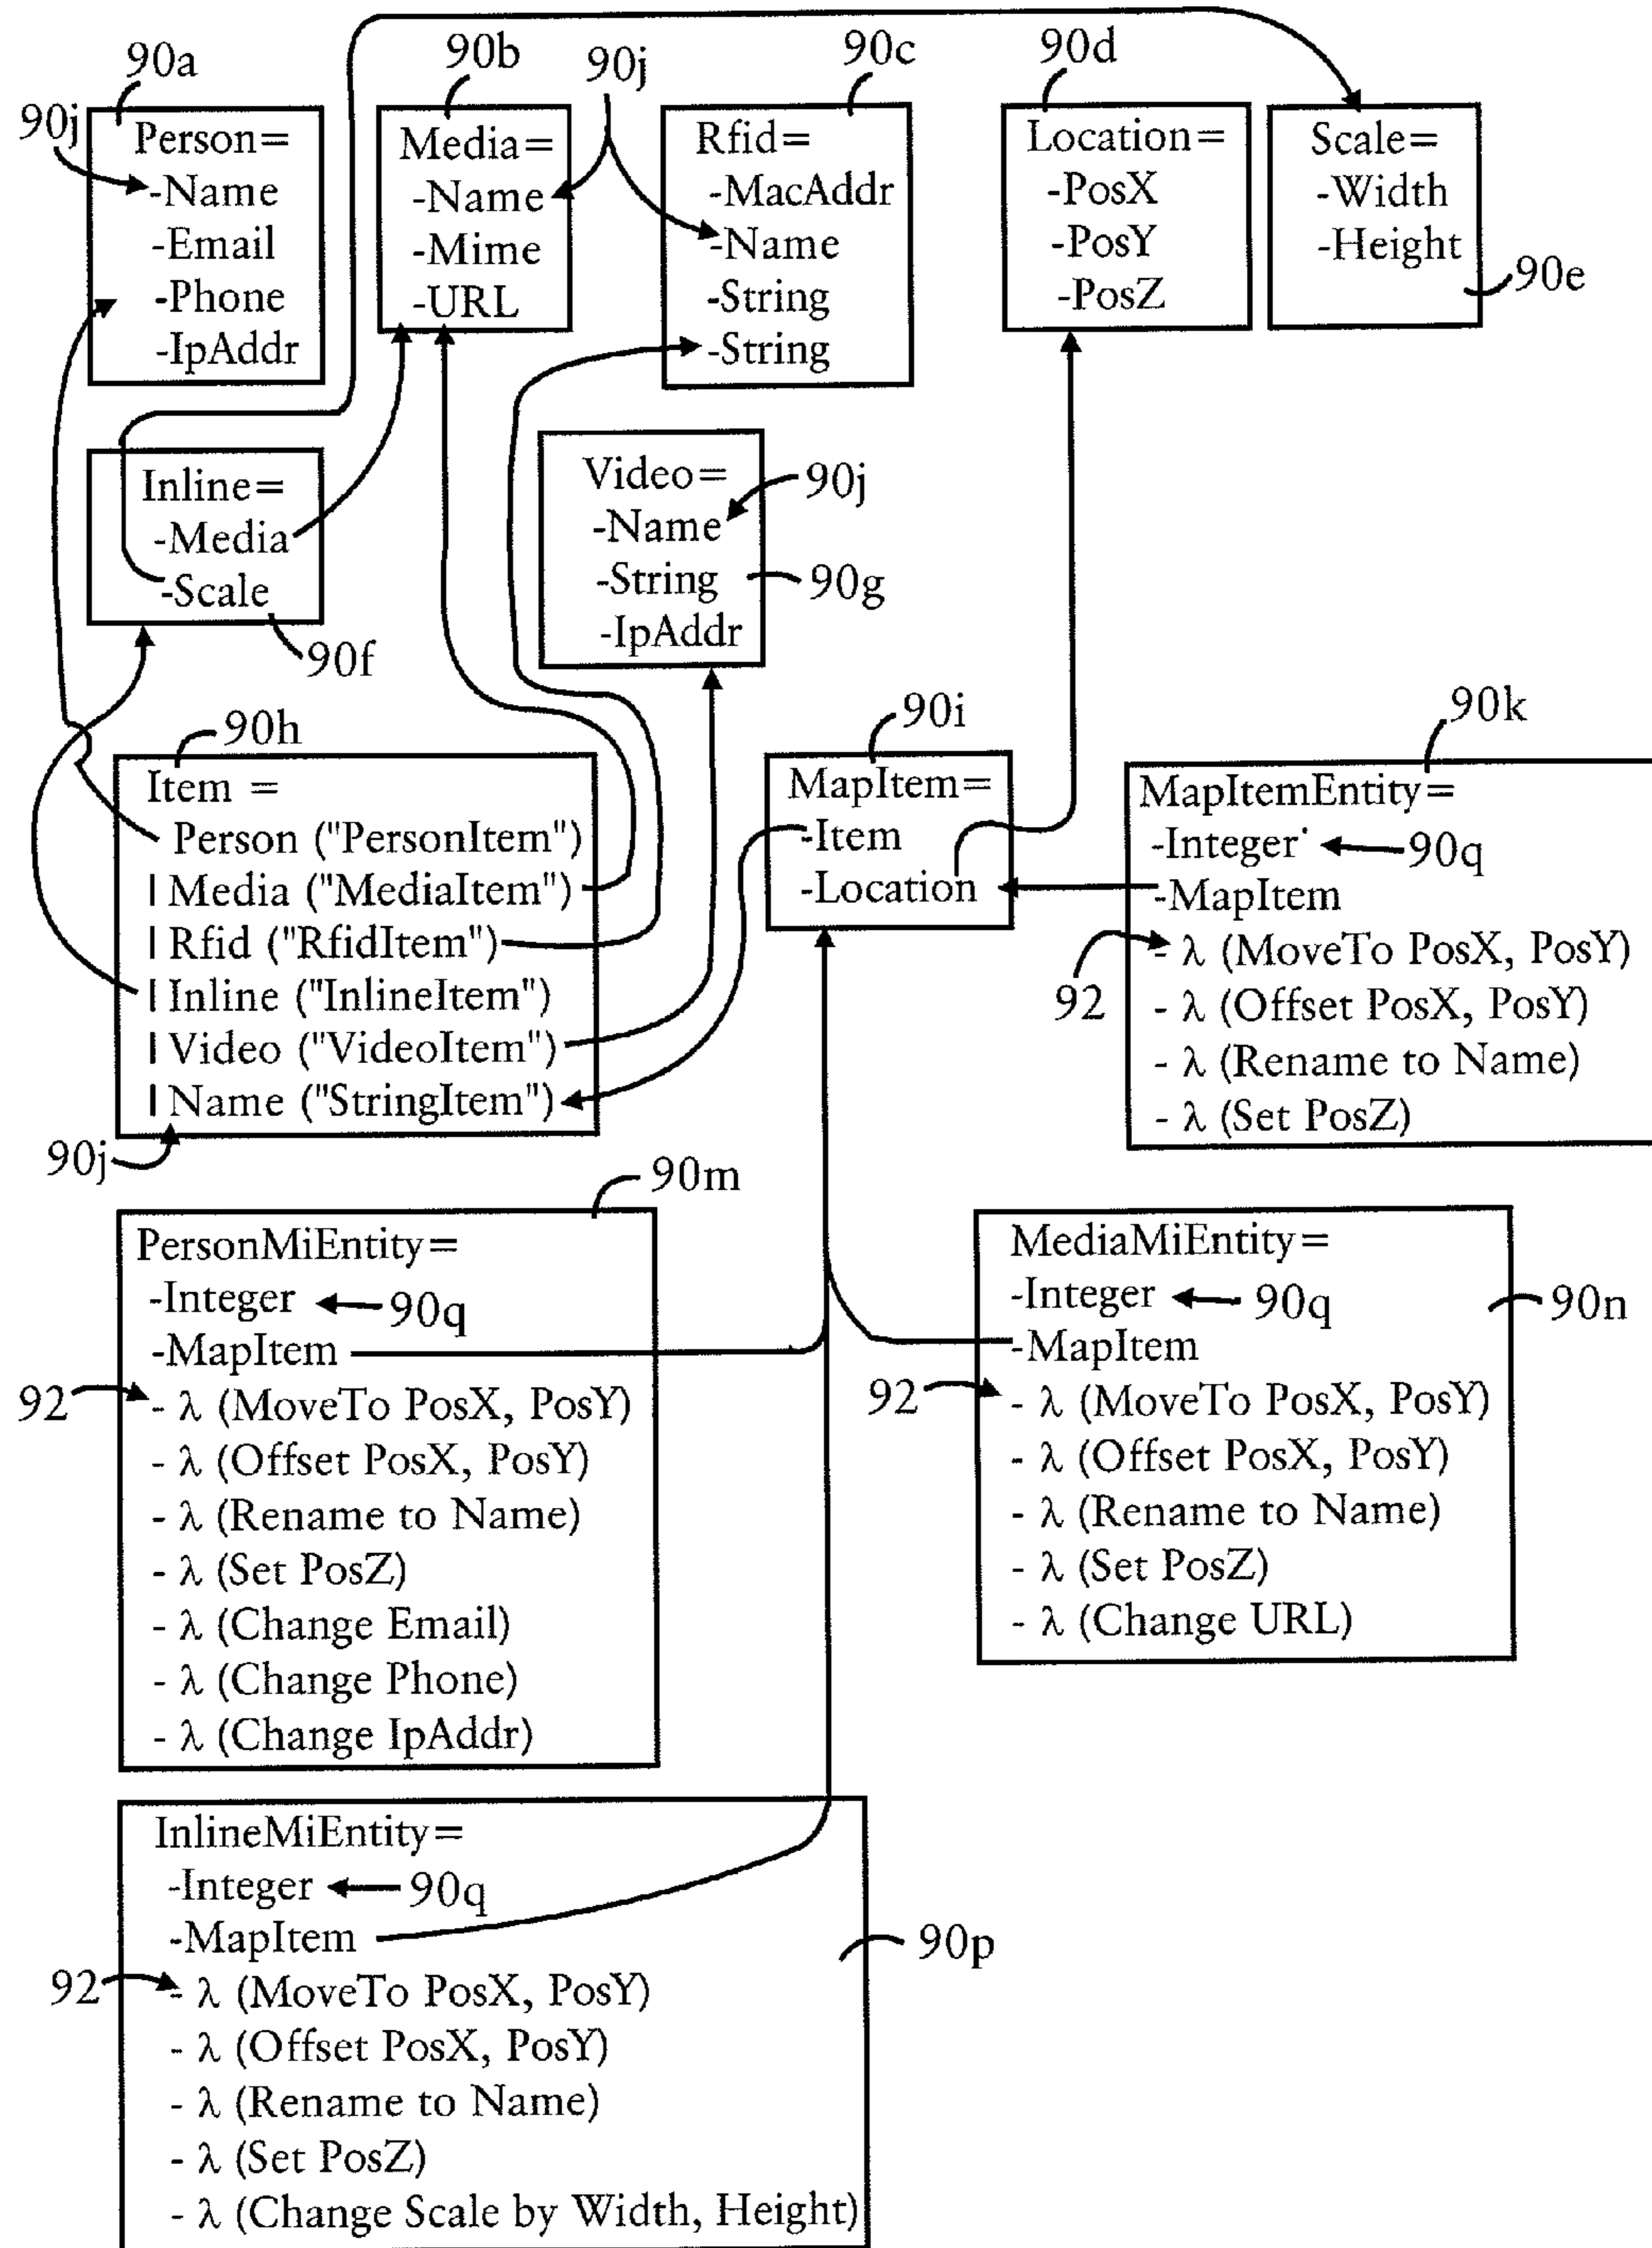 90a
90b
90j
90c
90d
90j
Person=
-Name
-Email
-Phone
-IpAddr
Media=
-Name
-Mime
-URL
Rfid=
-MacAddr
-Name
-String
-String
Location=
-PosX
-PosY
-PosZ
Scale=
-Width
-Height
90e
Inline=
-Media
-Scale
90f
Video=
-Name
-String
-IpAddr
90j
90g
90h
Item =
Person ("PersonItem")
| Media ("MediaItem")
| Rfid ("RfidItem")
| Inline ("InlineItem")
| Video ("VideoItem")
| Name ("StringItem")
90j
90i
MapItem=
-Item
-Location
90k
MapItemEntity=
-Integer
90q
-MapItem
92
- λ (MoveTo PosX, PosY)
- λ (Offset PosX, PosY)
- λ (Rename to Name)
- λ (Set PosZ)
90m
PersonMiEntity=
-Integer
90q
-MapItem
92
- λ (MoveTo PosX, PosY)
- λ (Offset PosX, PosY)
- λ (Rename to Name)
- λ (Set PosZ)
- λ (Change Email)
- λ (Change Phone)
- λ (Change IpAddr)
MediaMiEntity=
-Integer
90q
90n
-MapItem
92
- λ (MoveTo PosX, PosY)
- λ (Offset PosX, PosY)
- λ (Rename to Name)
- λ (Set PosZ)
- λ (Change URL)
InlineMiEntity=
-Integer
90q
-MapItem
90p
92
- λ (MoveTo PosX, PosY)
- λ (Offset PosX, PosY)
- λ (Rename to Name)
- λ (Set PosZ)
- λ (Change Scale by Width, Height)